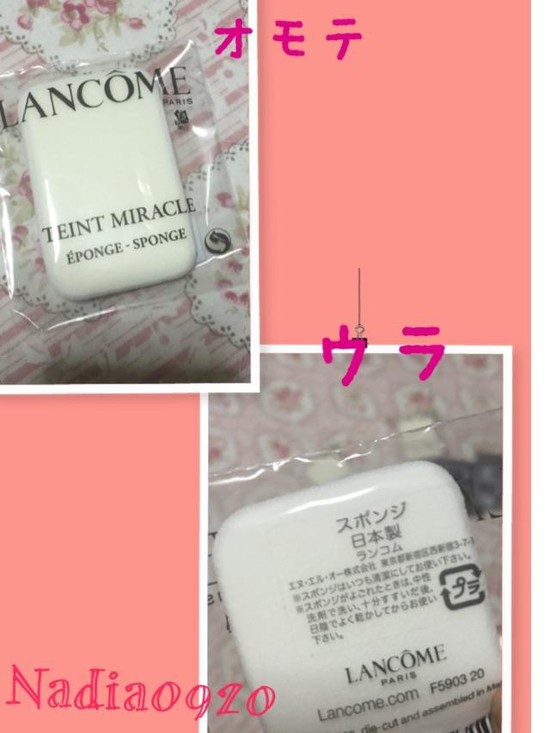 オモテ
LANCÔME
PARIS
TEINT MIRACLE
ÉPONGE - SPONGE
ウラ
スポンジ
日本製
ランコム
エヌ・エル・オー株式会社 東京都新宿区西新宿3-7-1
※スポンジはいつも清潔にしてお使い下さい。
※スポンジがよごれたときは、中性
洗剤で洗い、十分すすいだ後、
日陰でよく乾かしてからお使い
下さい。
プラ
LANCÔME
PARIS
Lancome.com F5903 20
die-cut and assembled in
Nadia0920